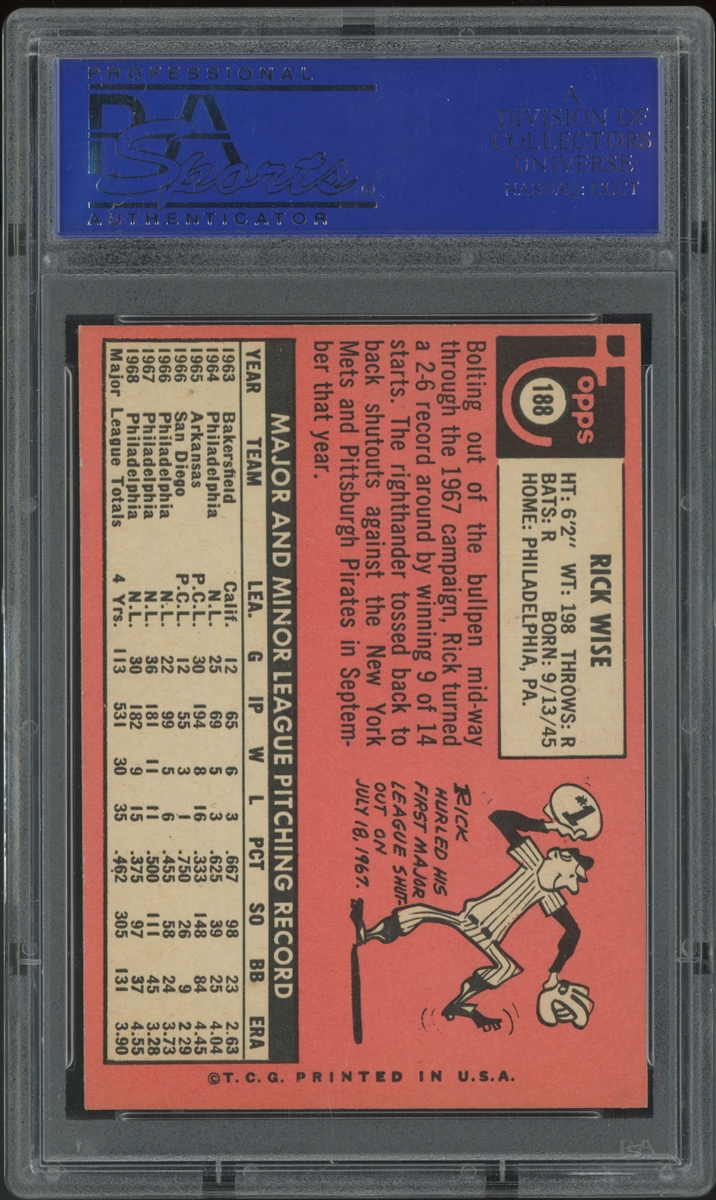 PROFESSIONAL
PSA
Sports®
AUTHENTICATOR
A
DIVISION OF
COLLECTORS
UNIVERSE
NASDAQ: CLCT
Topps
188
RICK WISE
HT: 6'2" WT: 198 THROWS: R
BATS: R BORN: 9/13/45
HOME: PHILADELPHIA, PA.
Bolting out of the bullpen mid-way
through the 1967 campaign, Rick turned
a 2-6 record around by winning 9 of 14
starts. The righthander tossed back to
back shutouts against the New York
Mets and Pittsburgh Pirates in Septem-
ber that year.
#1
RICK
HURLED HIS
FIRST MAJOR
LEAGUE SHUT-
OUT ON
JULY 18, 1967.
MAJOR AND MINOR LEAGUE PITCHING RECORD
YEAR TEAM LEA. G IP W L PCT SO BB ERA
1963 Bakersfield Calif. 12 65 6 3 .667 98 23 2.63
1964 Philadelphia N.L. 25 69 5 3 .625 39 25 4.04
1965 Arkansas P.C.L. 30 194 8 16 .333 148 84 4.45
1966 San Diego P.C.L. 12 55 3 1 .750 26 9 2.29
1966 Philadelphia N.L. 22 99 5 6 .455 58 24 3.73
1967 Philadelphia N.L. 36 181 11 11 .500 111 45 3.28
1968 Philadelphia N.L. 30 182 9 15 .375 97 37 4.55
Major League Totals 4 Yrs. 113 531 30 35 .462 305 131 3.90
©T.C.G. PRINTED IN U.S.A.
PSA